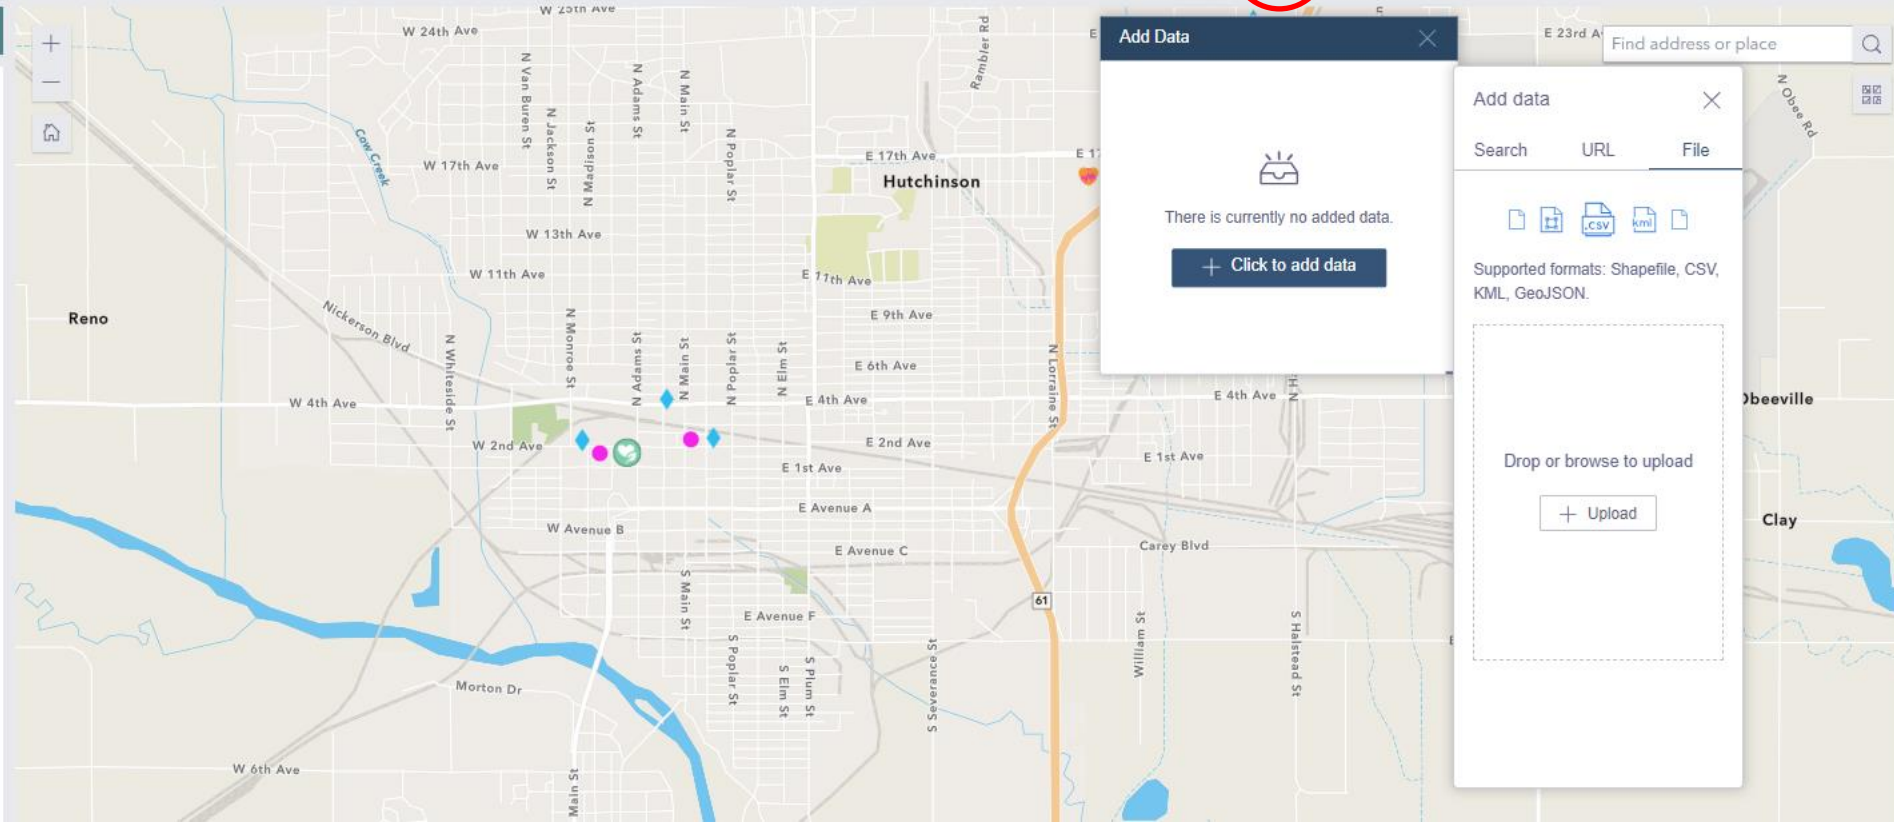 W 25th Ave
W 24th Ave
E 23rd A
Find address or place
Add Data
Add data
Search URL File
There is currently no added data.
Click to add data
.csv
kml
Supported formats: Shapefile, CSV,
KML, GeoJSON.
Drop or browse to upload
Upload
Rambler Rd
N Obee Rd
N Van Buren St
N Jackson St
N Madison St
N Adams St
N Main St
N Poplar St
Cow Creek
W 17th Ave
E 17th Ave
E 17
Hutchinson
W 13th Ave
W 11th Ave
E 11th Ave
Reno
Nickerson Blvd
E 9th Ave
N Whiteside St
N Monroe St
N Adams St
N Main St
N Poplar St
N Elm St
N Lorraine St
E 6th Ave
W 4th Ave
E 4th Ave
E 4th Ave
N H
Obeeville
W 2nd Ave
E 2nd Ave
E 1st Ave
E 1st Ave
E Avenue A
W Avenue B
E Avenue C
Carey Blvd
Clay
S Main St
61
E Avenue F
William St
S Halstead St
S Poplar St
S Elm St
S Plum St
S Severance St
Morton Dr
W 6th Ave
Main St